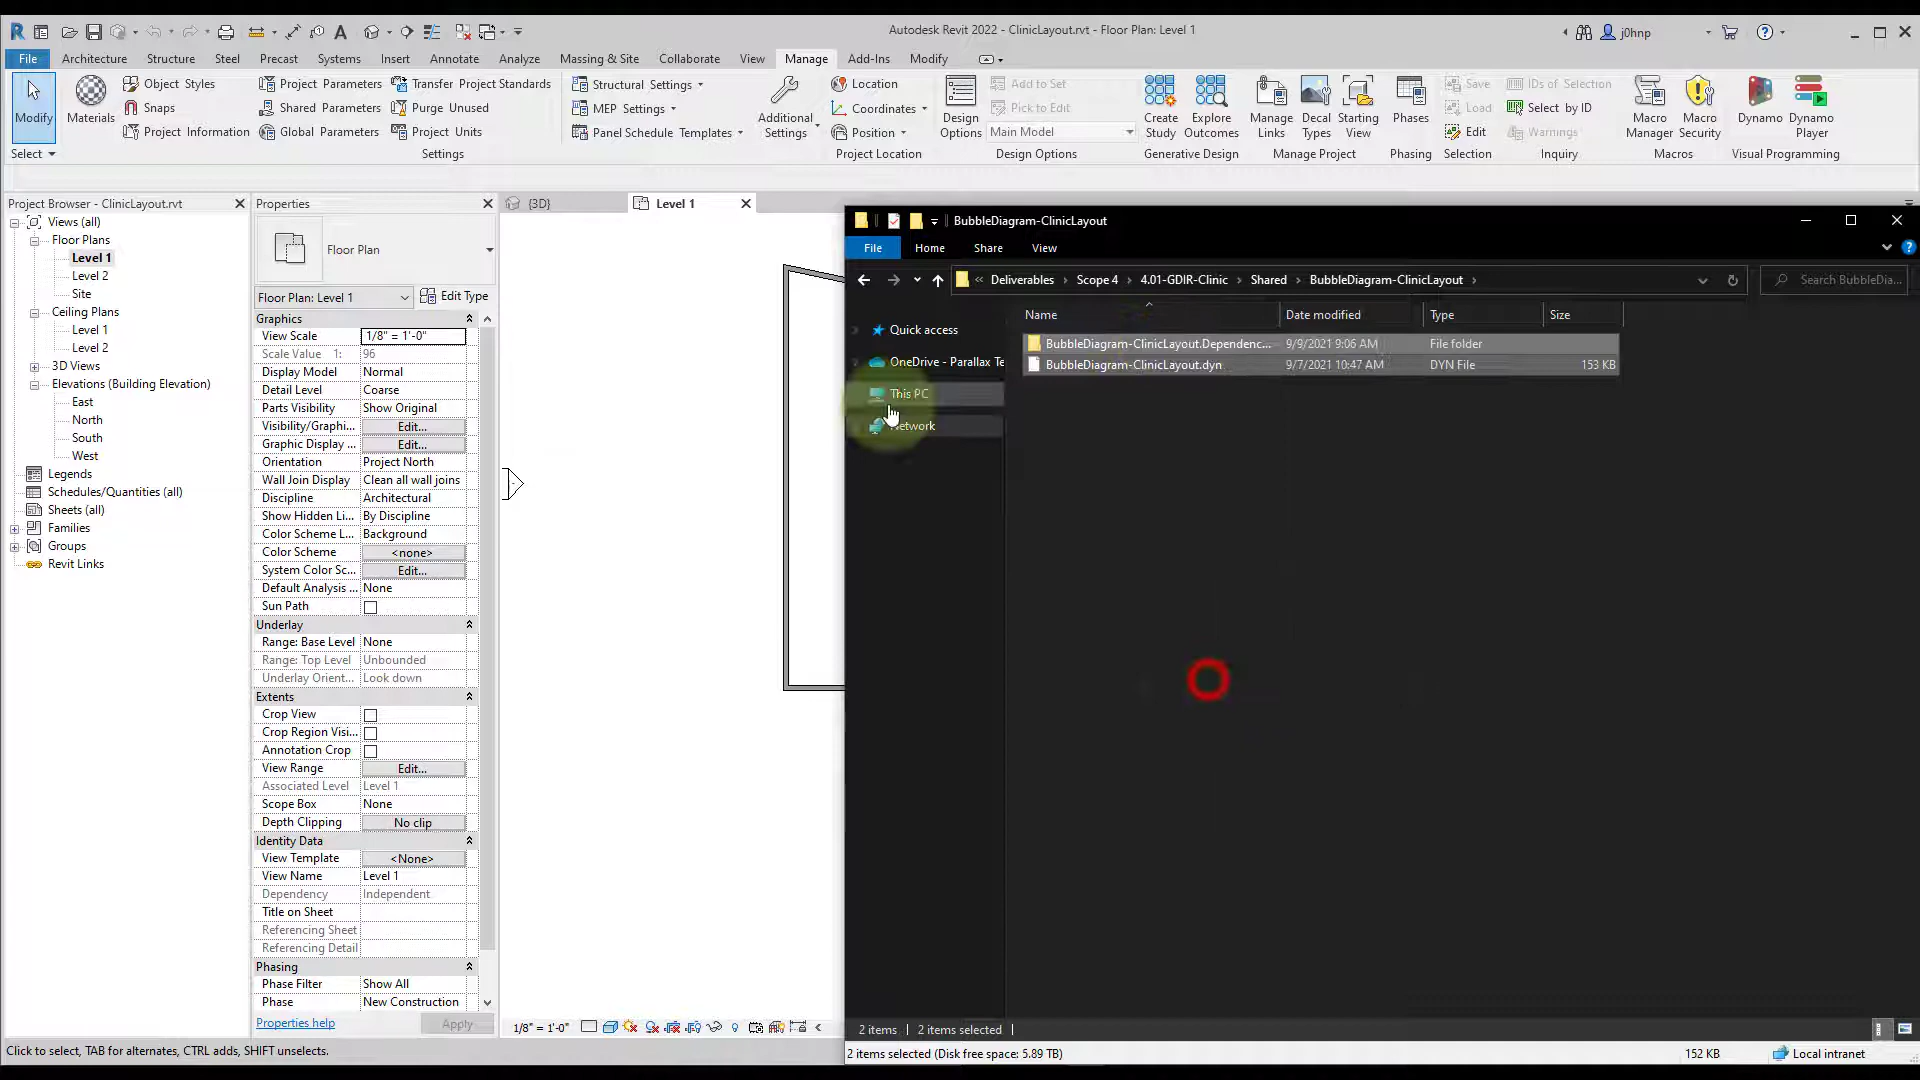 Autodesk Revit 2022 - ClinicLayout.rvt - Floor Plan: Level 1
j0hnp
File Architecture Structure Steel Precast Systems Insert Annotate Analyze Massing & Site Collaborate View Manage Add-Ins Modify
Modify
Select
Materials
Object Styles
Snaps
Project Information
Project Parameters
Shared Parameters
Global Parameters
Transfer Project Standards
Purge Unused
Project Units
Settings
Structural Settings
MEP Settings
Panel Schedule Templates
Additional Settings
Location
Coordinates
Position
Project Location
Design Options
Add to Set
Pick to Edit
Main Model
Design Options
Create Study
Explore Outcomes
Generative Design
Manage Links
Decal Types
Starting View
Manage Project
Phases
Phasing
Save
Load
Edit
Selection
IDs of Selection
Select by ID
Warnings
Inquiry
Macro Manager
Macro Security
Macros
Dynamo
Dynamo Player
Visual Programming
Project Browser - ClinicLayout.rvt
Views (all)
Floor Plans
Level 1
Level 2
Site
Ceiling Plans
Level 1
Level 2
3D Views
Elevations (Building Elevation)
East
North
South
West
Legends
Schedules/Quantities (all)
Sheets (all)
Families
Groups
Revit Links
Properties
Floor Plan
Floor Plan: Level 1 Edit Type
Graphics
View Scale 1/8" = 1'-0"
Scale Value 1: 96
Display Model Normal
Detail Level Coarse
Parts Visibility Show Original
Visibility/Graphi... Edit...
Graphic Display ... Edit...
Orientation Project North
Wall Join Display Clean all wall joins
Discipline Architectural
Show Hidden Li... By Discipline
Color Scheme L... Background
Color Scheme <none>
System Color Sc... Edit...
Default Analysis ... None
Sun Path
Underlay
Range: Base Level None
Range: Top Level Unbounded
Underlay Orient... Look down
Extents
Crop View
Crop Region Visi...
Annotation Crop
View Range Edit...
Associated Level Level 1
Scope Box None
Depth Clipping No clip
Identity Data
View Template <None>
View Name Level 1
Dependency Independent
Title on Sheet
Referencing Sheet
Referencing Detail
Phasing
Phase Filter Show All
Phase New Construction
Properties help Apply
{3D} Level 1
1/8" = 1'-0"
Click to select, TAB for alternates, CTRL adds, SHIFT unselects.
BubbleDiagram-ClinicLayout
File Home Share View
« Deliverables › Scope 4 › 4.01-GDIR-Clinic › Shared › BubbleDiagram-ClinicLayout ›
Search BubbleDia...
Quick access
OneDrive - Parallax Te
This PC
Network
Name Date modified Type Size
BubbleDiagram-ClinicLayout.Dependenc... 9/9/2021 9:06 AM File folder
BubbleDiagram-ClinicLayout.dyn 9/7/2021 10:47 AM DYN File 153 KB
2 items 2 items selected
2 items selected (Disk free space: 5.89 TB) 152 KB Local intranet